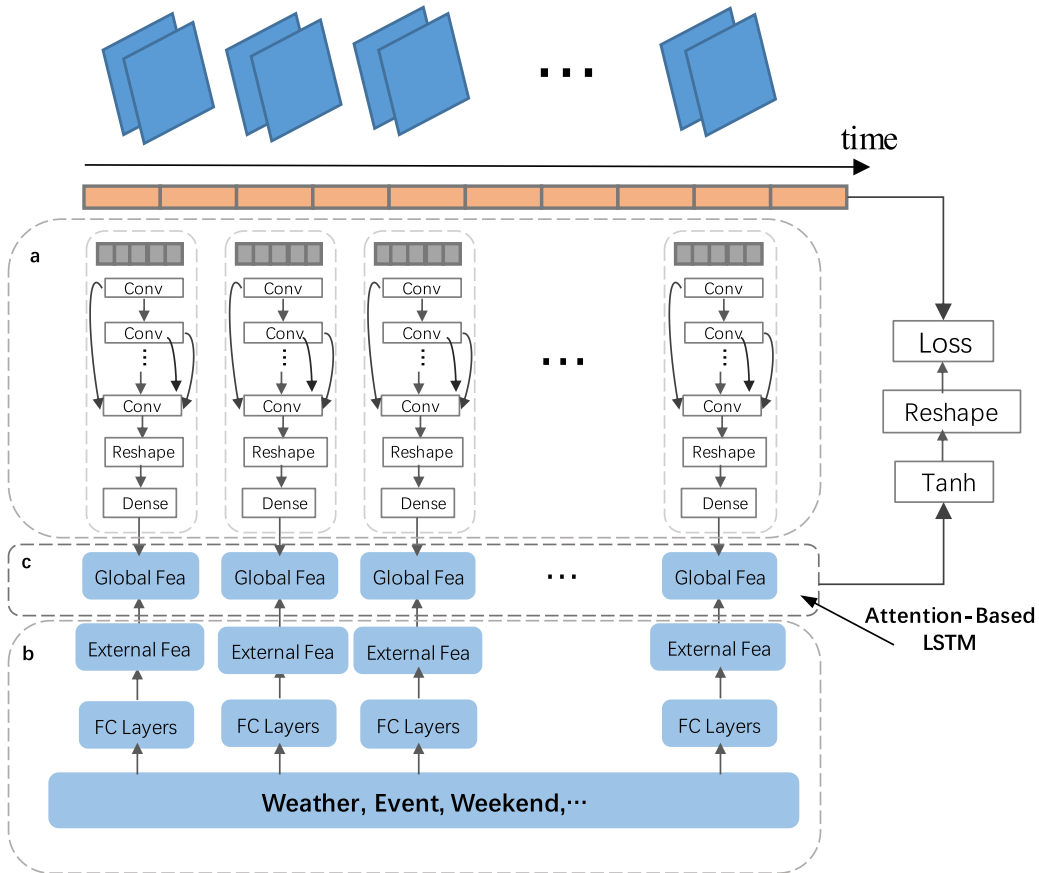 ...
time
a
Conv Conv Conv Conv
Conv Conv Conv Conv
... ... ... ...
...
Conv Conv Conv Conv
Reshape Reshape Reshape Reshape
Dense Dense Dense Dense
Loss
Reshape
Tanh
c
Global Fea Global Fea Global Fea ... Global Fea
Attention-Based
LSTM
b
External Fea External Fea External Fea External Fea
FC Layers FC Layers FC Layers FC Layers
Weather, Event, Weekend,...